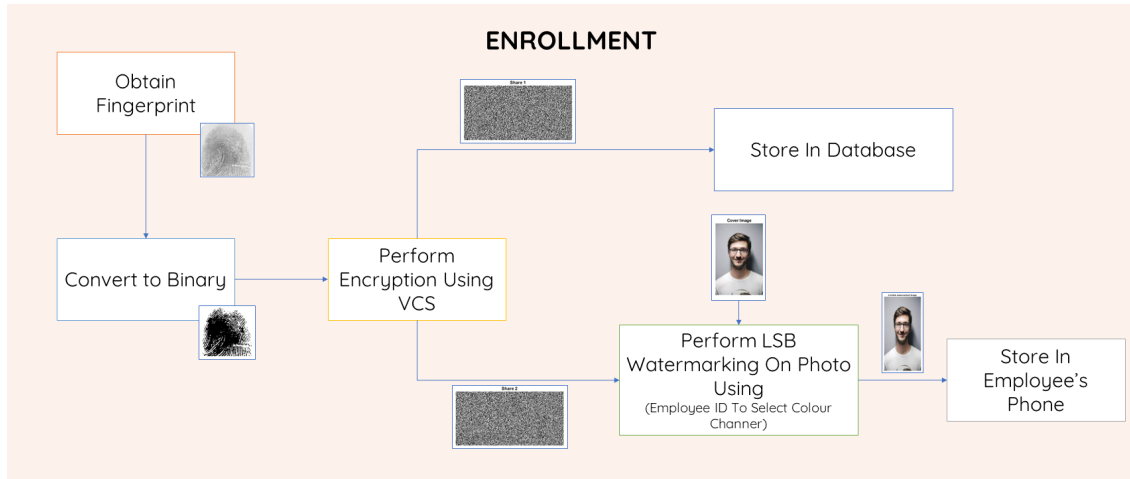 ENROLLMENT
Obtain
Fingerprint
Share 1
Store In Database
Cover Image
Convert to Binary
Perform
Encryption Using
VCS
Perform LSB
Watermarking On Photo
Using
(Employee ID To Select Colour
Channer)
Store In
Employee's
Phone
Share 2